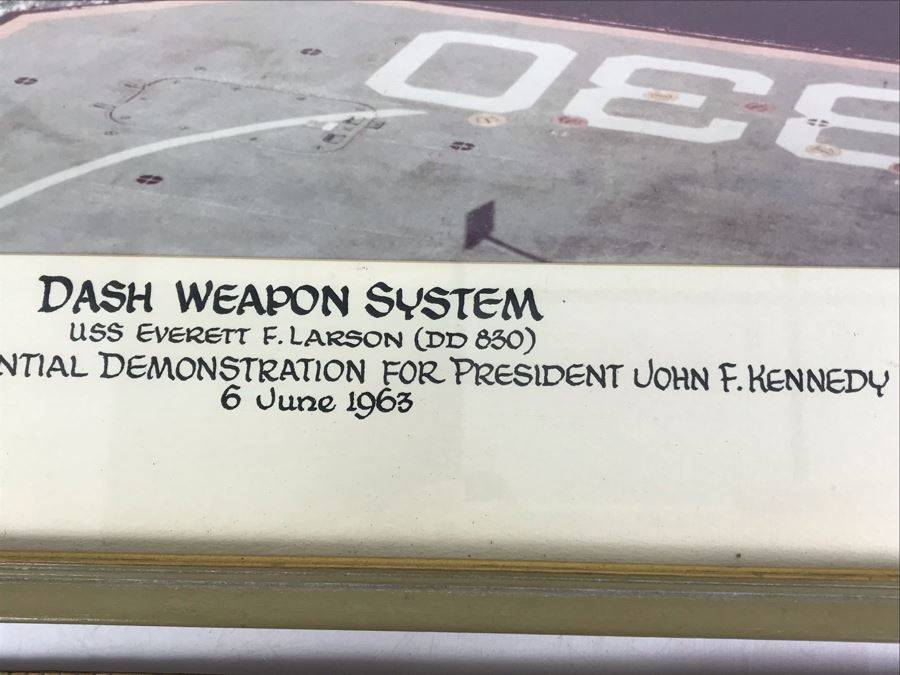 830
DASH WEAPON SYSTEM
USS EVERETT F. LARSON (DD 830)
NTIAL DEMONSTRATION FOR PRESIDENT JOHN F. KENNEDY
6 June 1963